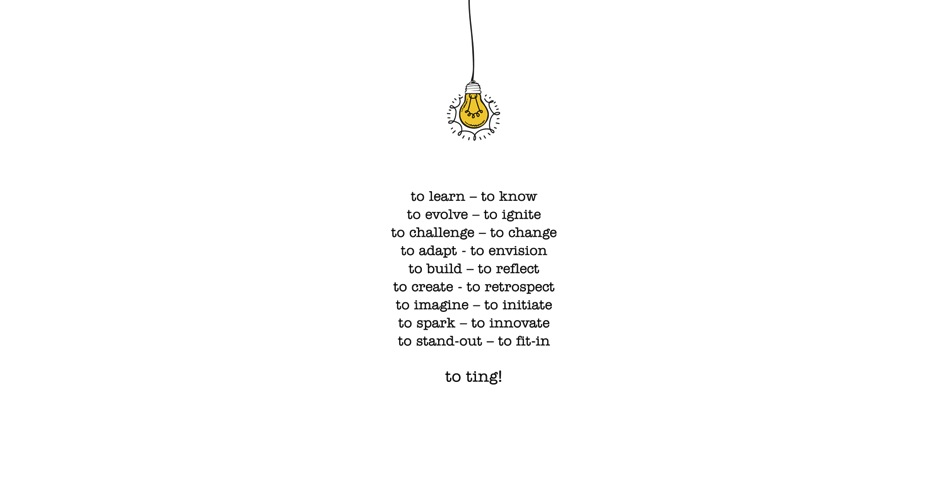 to learn – to know
to evolve – to ignite
to challenge – to change
to adapt - to envision
to build – to reflect
to create - to retrospect
to imagine – to initiate
to spark – to innovate
to stand-out – to fit-in
to ting!